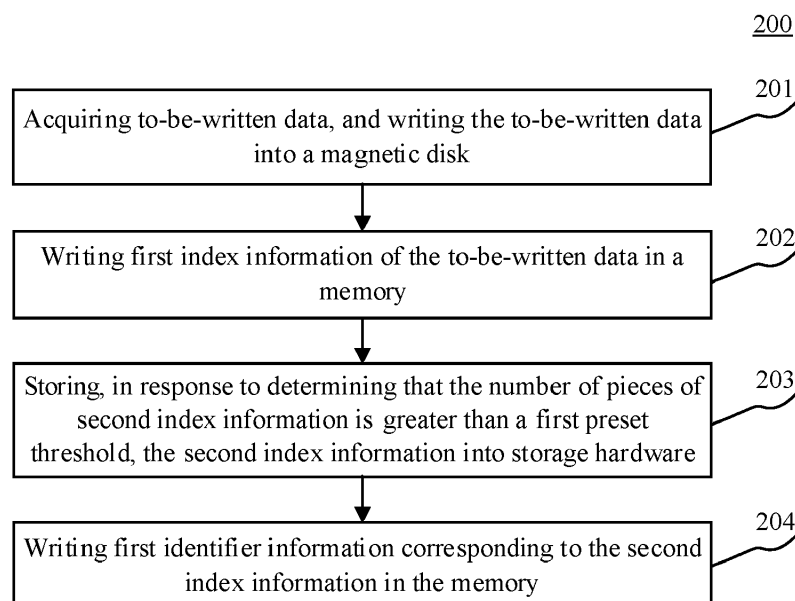 200
201
Acquiring to-be-written data, and writing the to-be-written data
into a magnetic disk
202
Writing first index information of the to-be-written data in a
memory
203
Storing, in response to determining that the number of pieces of
second index information is greater than a first preset
threshold, the second index information into storage hardware
204
Writing first identifier information corresponding to the second
index information in the memory